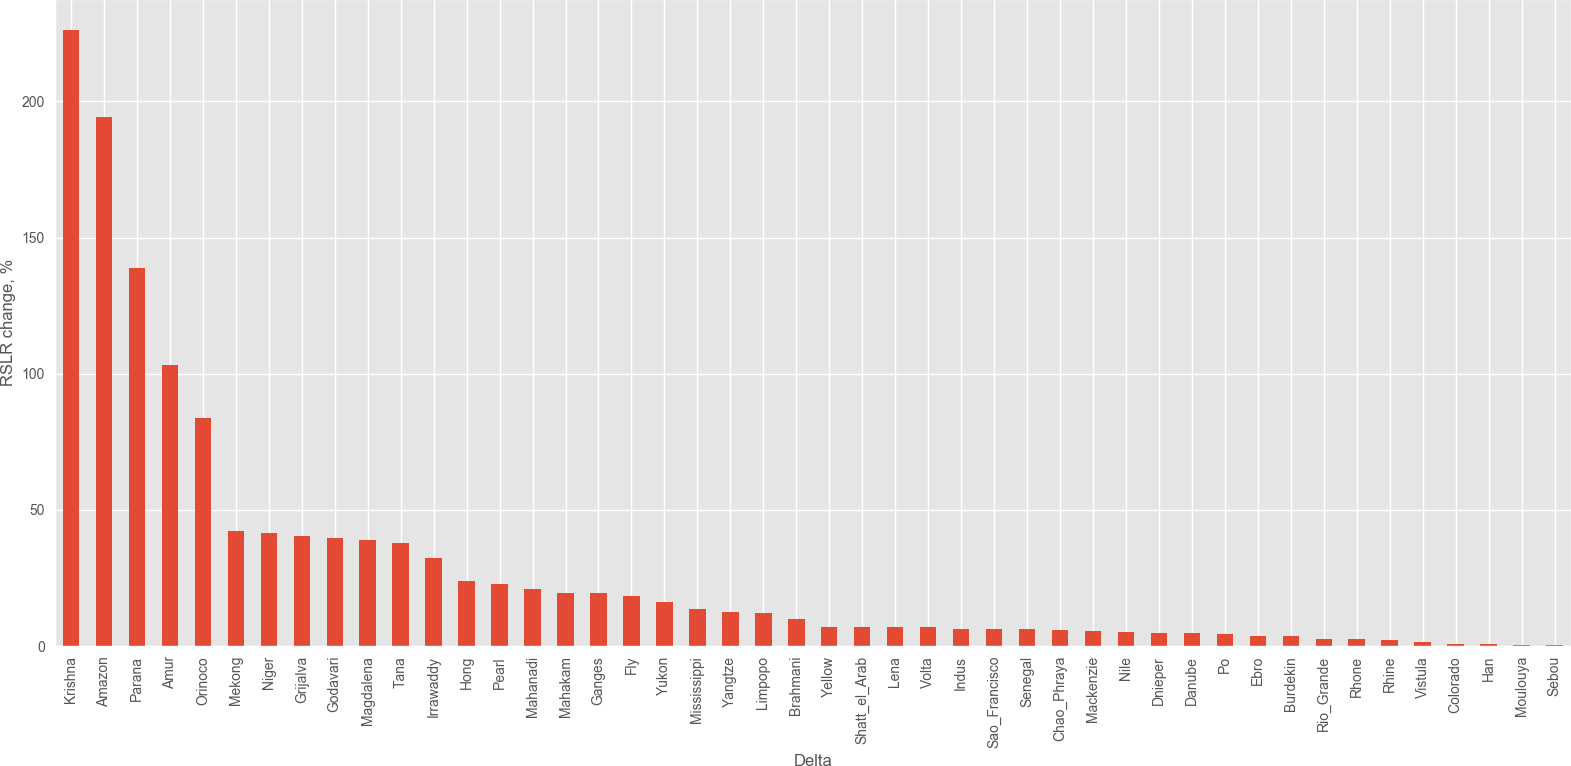 200
150
100
50
0
RSLR change, %
Krishna
Amazon
Parana
Amur
Orinoco
Mekong
Niger
Grijalva
Godavari
Magdalena
Tana
Irrawaddy
Hong
Pearl
Mahanadi
Mahakam
Ganges
Fly
Yukon
Mississippi
Yangtze
Limpopo
Brahmani
Yellow
Shatt_el_Arab
Lena
Volta
Indus
Sao_Francisco
Senegal
Chao_Phraya
Mackenzie
Nile
Dnieper
Danube
Po
Ebro
Burdekin
Rio_Grande
Rhone
Rhine
Vistula
Colorado
Han
Moulouya
Sebou
Delta